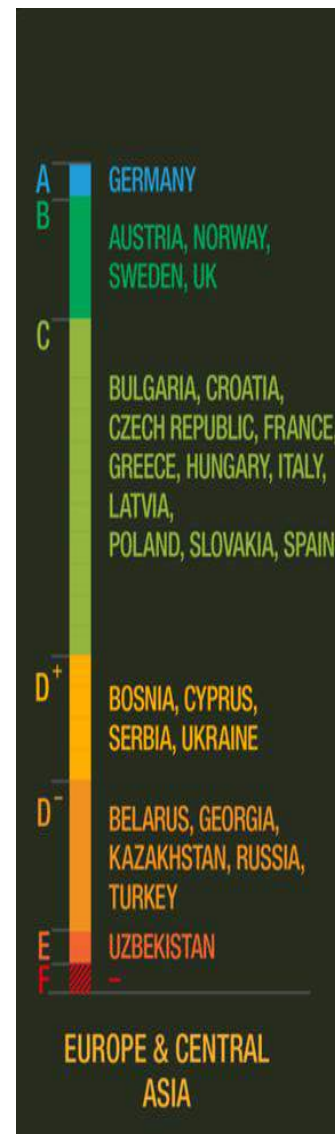 A
GERMANY
B
AUSTRIA, NORWAY,
SWEDEN, UK
C
BULGARIA, CROATIA,
CZECH REPUBLIC, FRANCE,
GREECE, HUNGARY, ITALY,
LATVIA,
POLAND, SLOVAKIA, SPAIN
D+
BOSNIA, CYPRUS,
SERBIA, UKRAINE
D-
BELARUS, GEORGIA,
KAZAKHSTAN, RUSSIA,
TURKEY
E
UZBEKISTAN
F
–
EUROPE & CENTRAL
ASIA